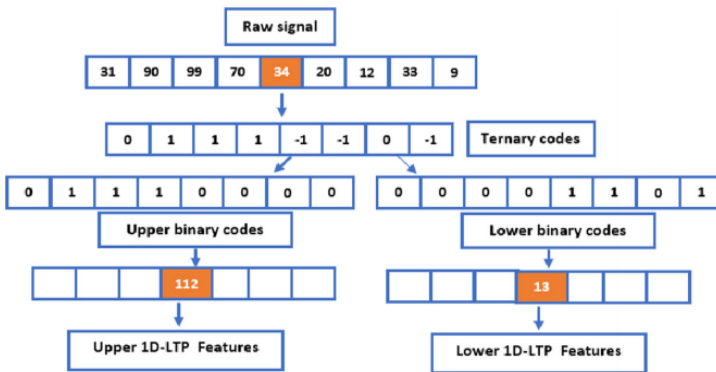 Raw signal
31 90 99 70 34 20 12 33 9
0 1 1 1 -1 -1 0 -1
Ternary codes
0 1 1 1 0 0 0 0
0 0 0 0 1 1 0 1
Upper binary codes
Lower binary codes
112
13
Upper 1D-LTP Features
Lower 1D-LTP Features